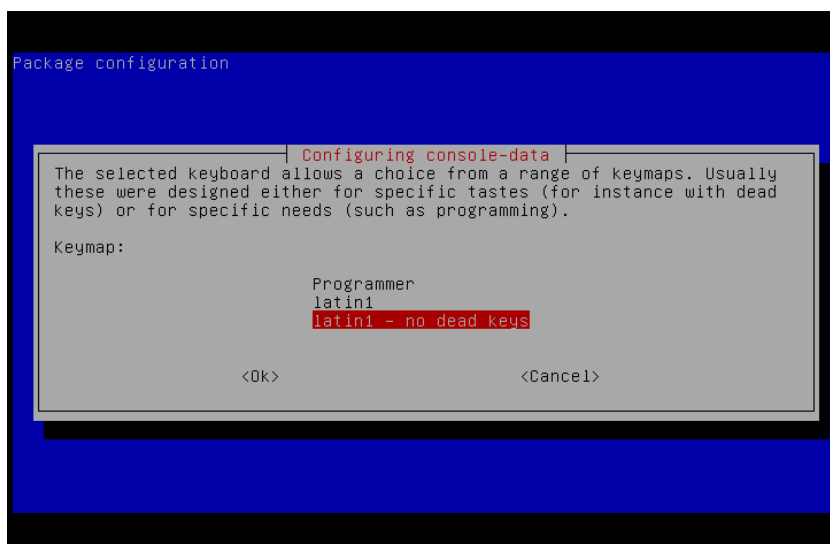 Package configuration
Configuring console-data
The selected keyboard allows a choice from a range of keymaps. Usually
these were designed either for specific tastes (for instance with dead
keys) or for specific needs (such as programming).
Keymap:
Programmer
latin1
latin1 - no dead keys
<Ok> <Cancel>